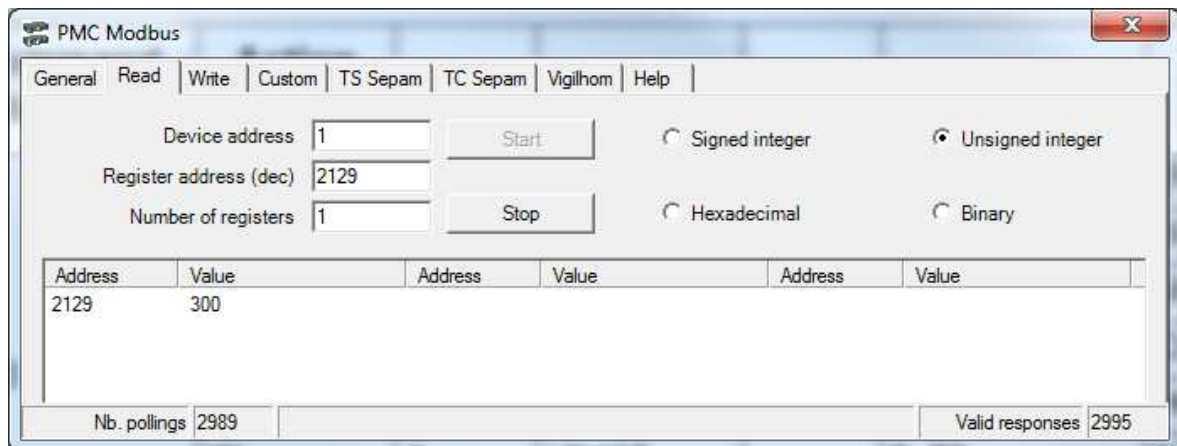 PMC Modbus
General Read Write Custom TS Sepam TC Sepam Vigilhom Help
Device address 1 Start Signed integer Unsigned integer
Register address (dec) 2129
Number of registers 1 Stop Hexadecimal Binary
Address Value Address Value Address Value
2129 300
Nb. pollings 2989 Valid responses 2995